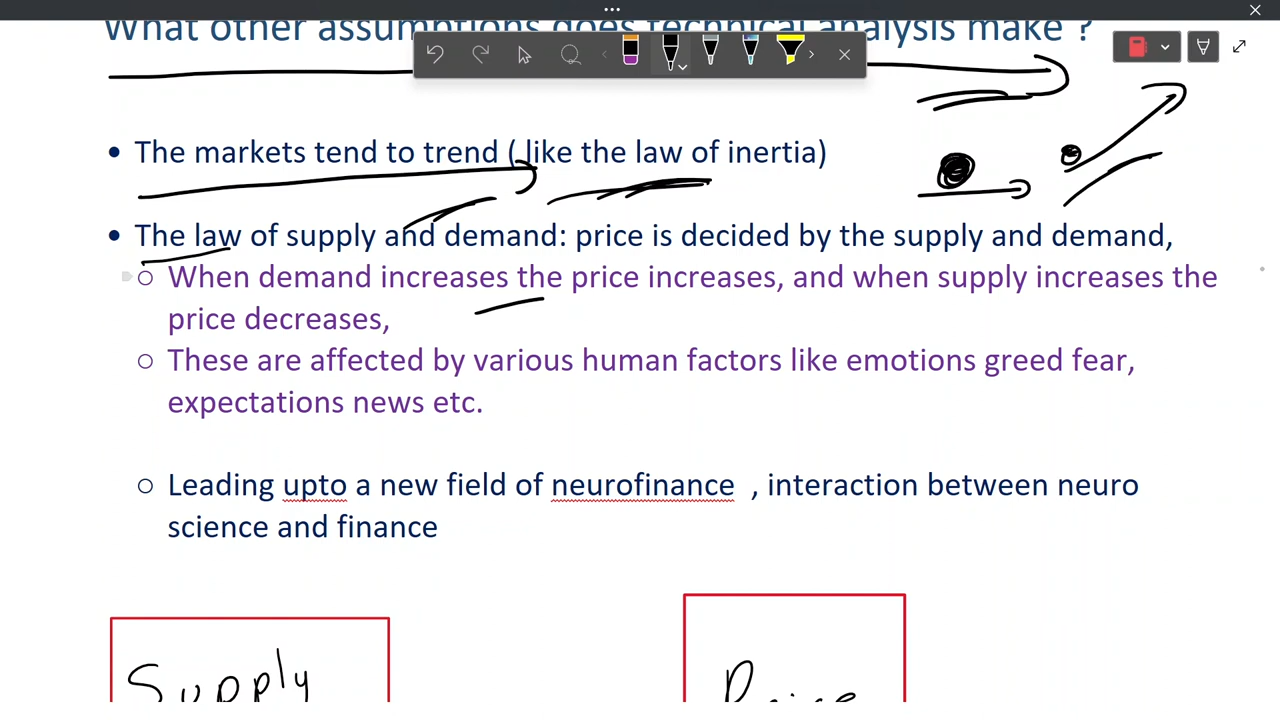 What other assumptions does technical analysis make ?
• The markets tend to trend ( like the law of inertia)
• The law of supply and demand: price is decided by the supply and demand,
○ When demand increases the price increases, and when supply increases the
price decreases,
○ These are affected by various human factors like emotions greed fear,
expectations news etc.
○ Leading upto a new field of neurofinance , interaction between neuro
science and finance
Supply
Price